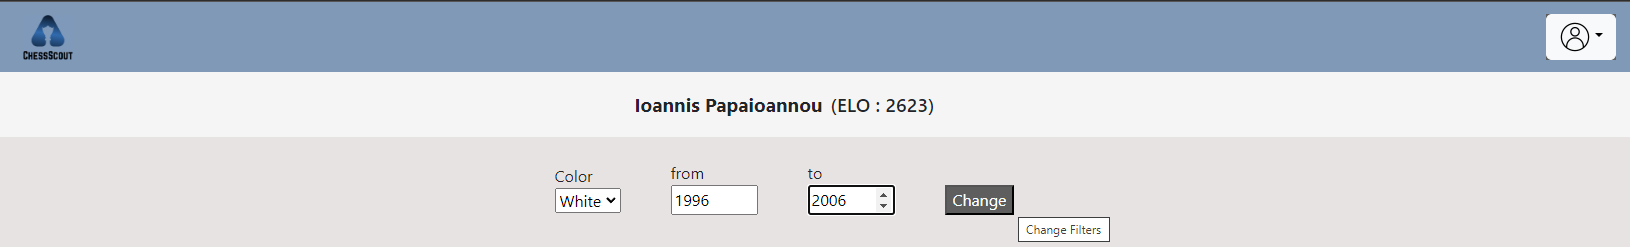 ChessScout
Ioannis Papaioannou (ELO : 2623)
Color from to
White 1996 2006 Change
Change Filters